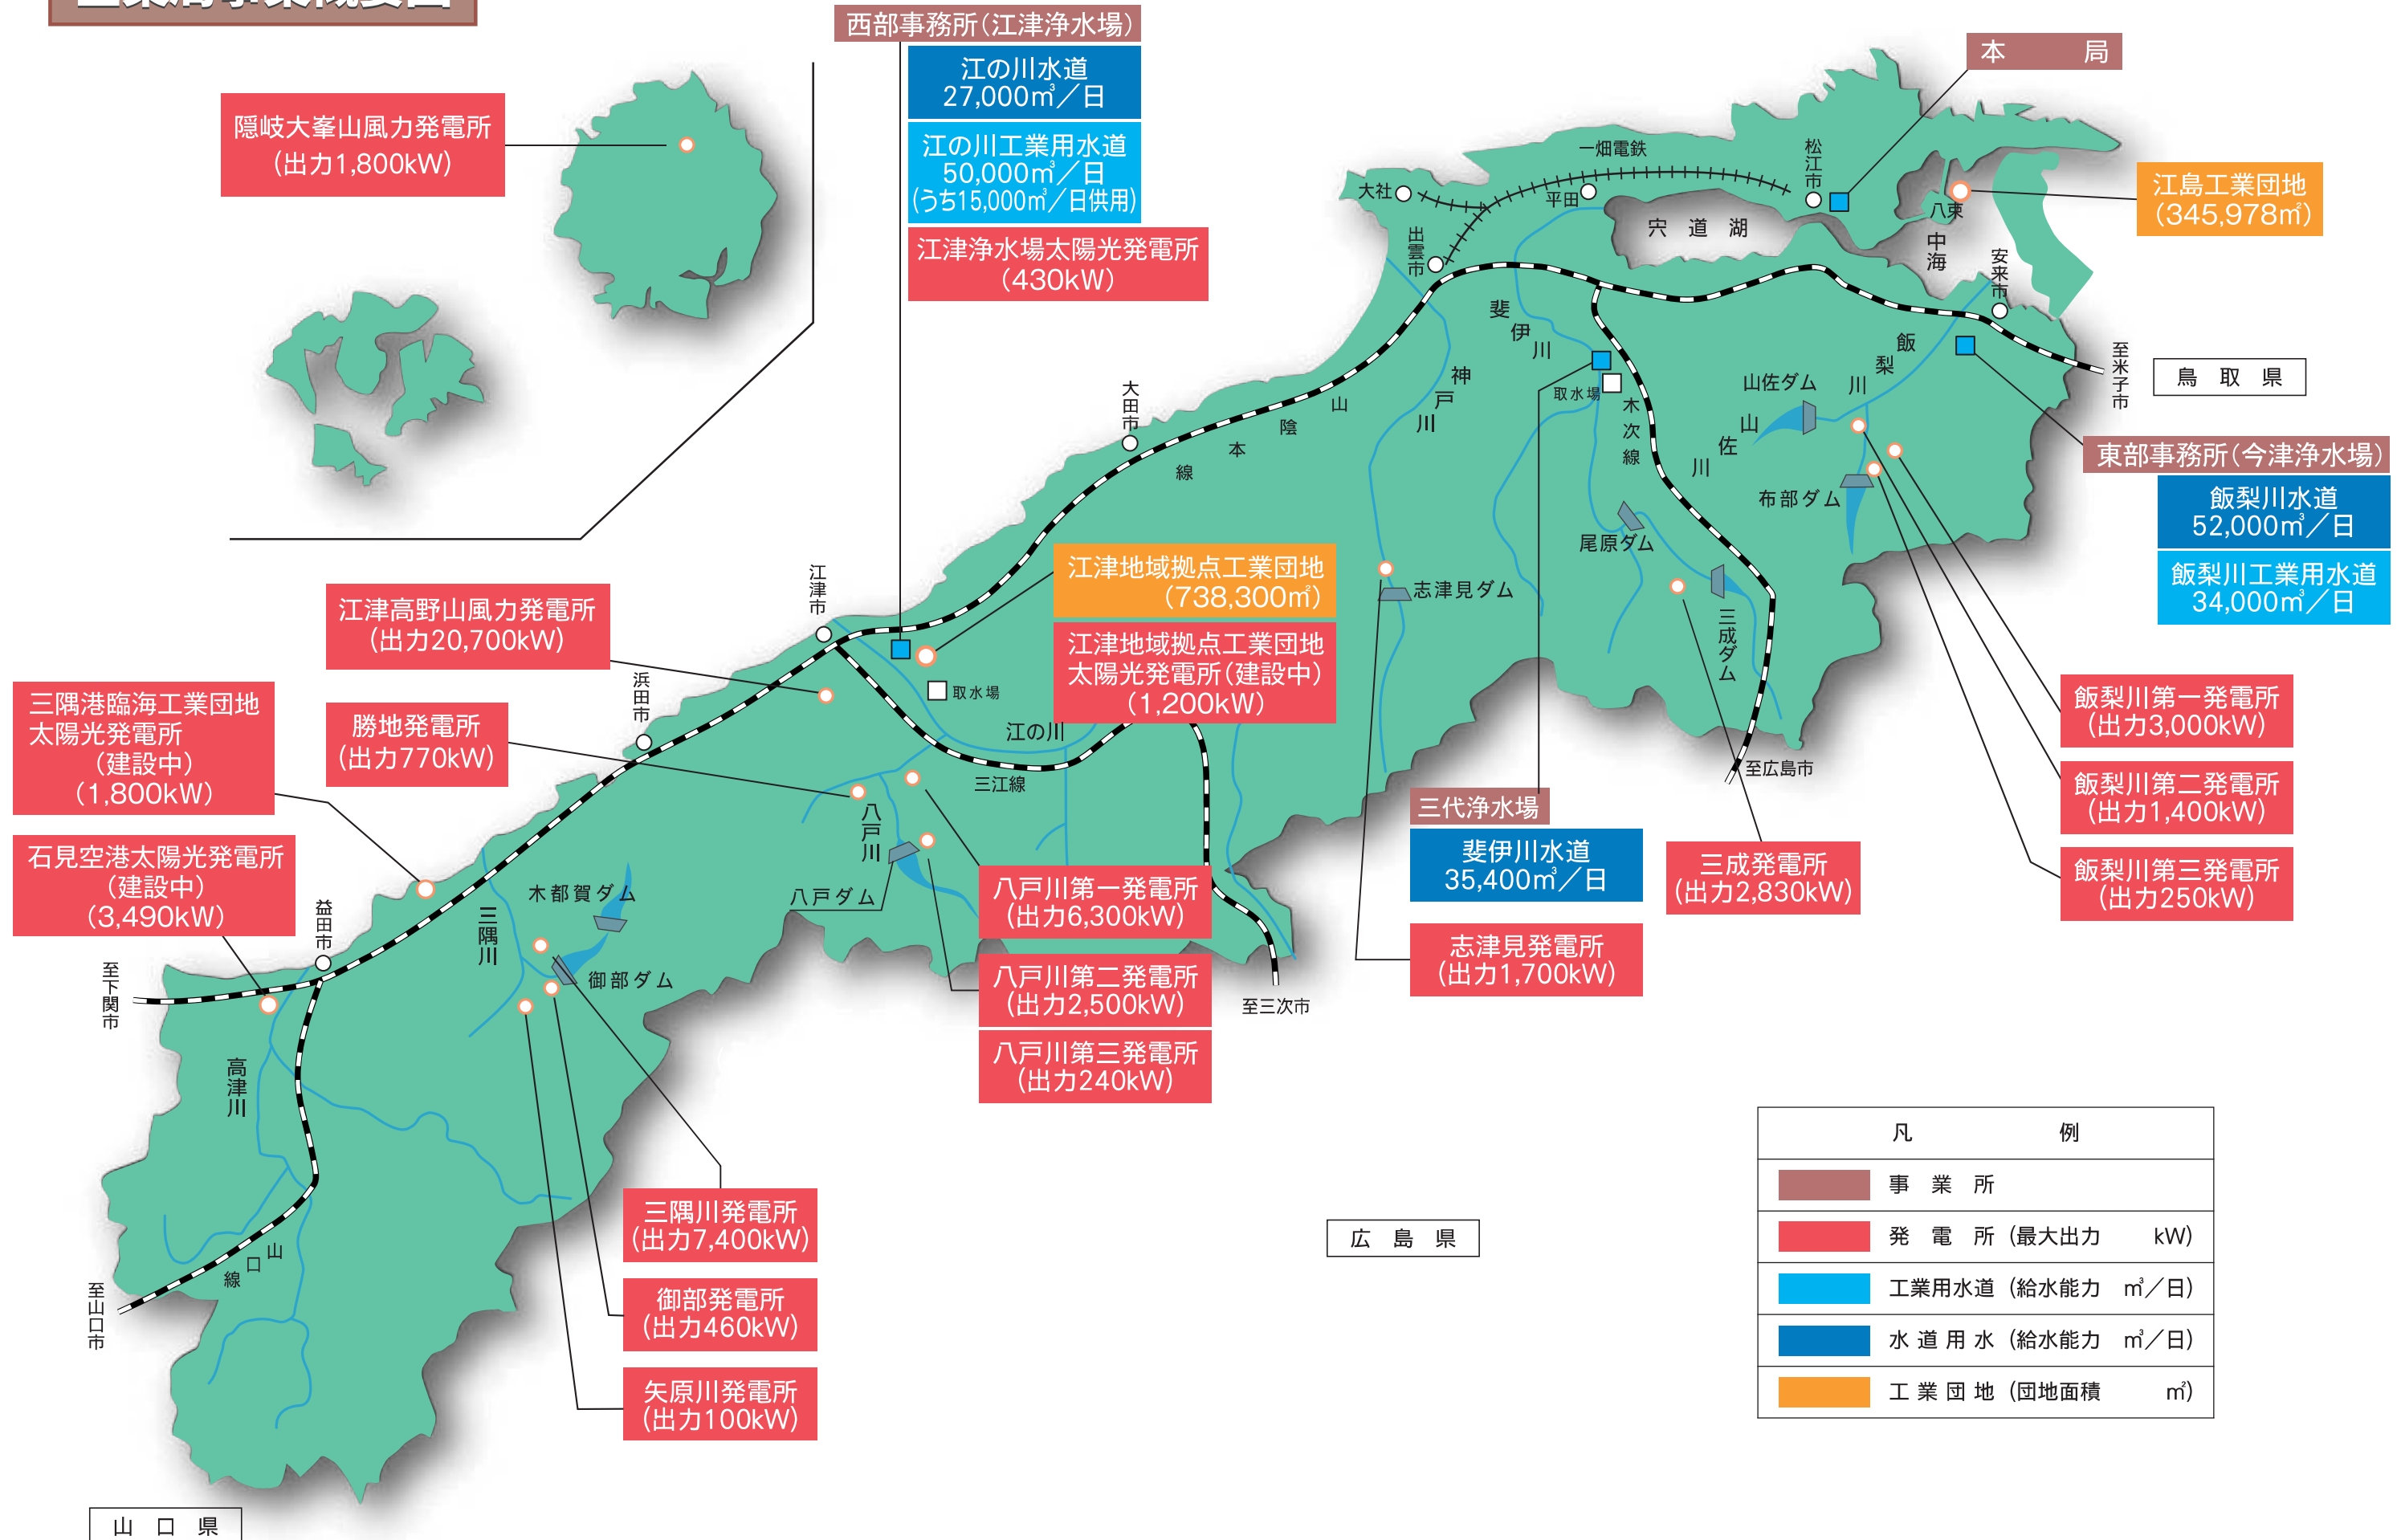 隠岐大峯山風力発電所
(出力1,800kW)
西部事務所(江津浄水場)
江の川水道
27,000㎥／日
江の川工業用水道
50,000㎥／日
(うち15,000㎥／日供用)
江津浄水場太陽光発電所
(430kW)
本　局
江島工業団地
(345,978㎡)
一畑電鉄
大社
平田
松江市
八束
出雲市
宍道湖
中海
安来市
至米子市
鳥取県
斐伊川
神戸川
取水場
木次線
飯梨川
山佐ダム
山佐川
布部ダム
東部事務所(今津浄水場)
飯梨川水道
52,000㎥／日
飯梨川工業用水道
34,000㎥／日
大田市
山陰本線
尾原ダム
志津見ダム
三成ダム
江津地域拠点工業団地
(738,300㎡)
江津地域拠点工業団地
太陽光発電所(建設中)
(1,200kW)
江津市
取水場
江の川
三江線
江津高野山風力発電所
(出力20,700kW)
浜田市
勝地発電所
(出力770kW)
三隅港臨海工業団地
太陽光発電所
(建設中)
(1,800kW)
石見空港太陽光発電所
(建設中)
(3,490kW)
飯梨川第一発電所
(出力3,000kW)
飯梨川第二発電所
(出力1,400kW)
飯梨川第三発電所
(出力250kW)
至広島市
三代浄水場
斐伊川水道
35,400㎥／日
三成発電所
(出力2,830kW)
志津見発電所
(出力1,700kW)
八戸川
八戸ダム
八戸川第一発電所
(出力6,300kW)
八戸川第二発電所
(出力2,500kW)
八戸川第三発電所
(出力240kW)
至三次市
木都賀ダム
三隅川
御部ダム
益田市
至下関市
高津川
三隅川発電所
(出力7,400kW)
御部発電所
(出力460kW)
矢原川発電所
(出力100kW)
山口線
至山口市
広島県
山口県
凡　例
事業所
発電所(最大出力　kW)
工業用水道(給水能力　㎥／日)
水道用水(給水能力　㎥／日)
工業団地(団地面積　㎡)